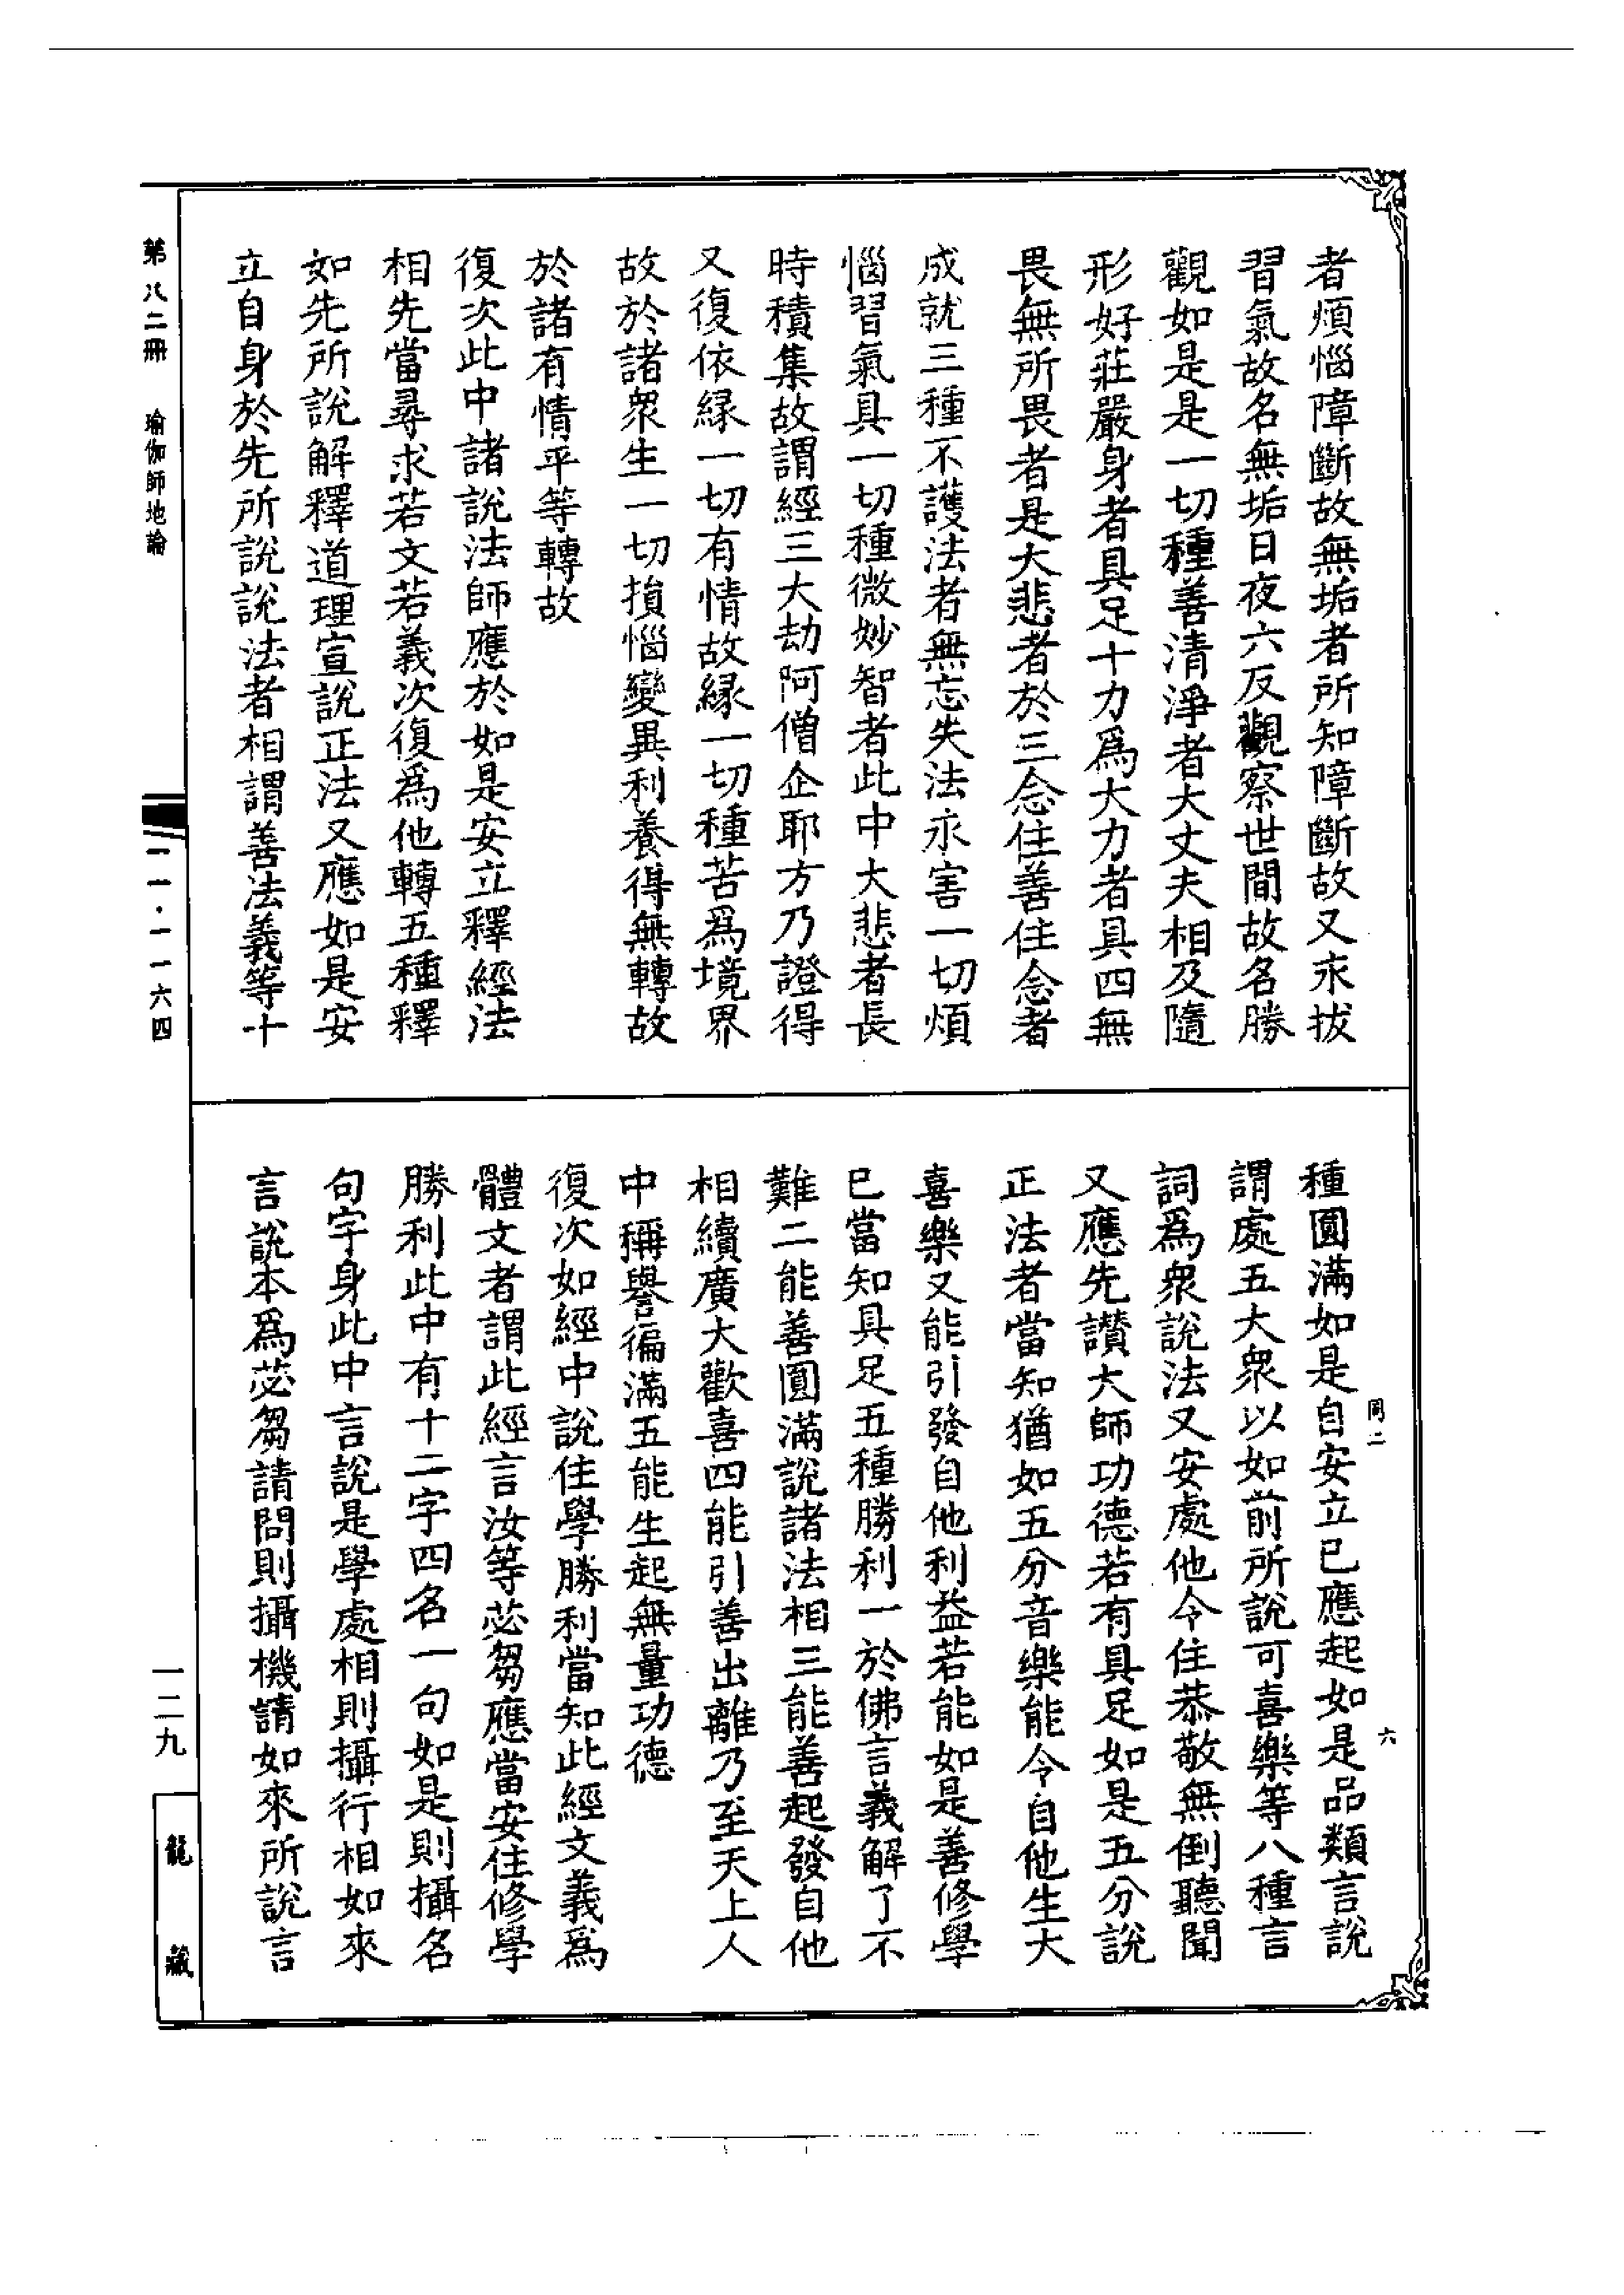 者煩惱障斷故無垢者所知障斷故又永拔
習氣故名無垢日夜六反觀察世間故名勝
觀如是是一切種善清淨者大丈夫相及隨
形好莊嚴身者具足十力爲大力者具四無
畏無所畏者是大悲者於三念住善住念者
成就三種不護法者無忘失法永害一切煩
惱習氣具一切種微妙智者此中大悲者長
時積集故謂經三大劫阿僧企耶方乃證得
又復依緣一切有情故緣一切種苦爲境界
故於諸衆生一切損惱變異利養得無轉故
於諸有情平等轉故
復次此中諸說法師應於如是安立釋經法
相先當尋求若文若義次復爲他轉五種釋
如先所說解釋道理宣說正法又應如是安
立自身於先所說說法者相謂善法義等十
種圓滿如是自安立已應起如是品類言說
謂處五大衆以如前所說可喜樂等八種言
詞爲衆說法又安處他令住恭敬無倒聽聞
又應先讚大師功德若有具足如是五分說
正法者當知猶如五分音樂能令自他生大
喜樂又能引發自他利益若能如是善修學
已當知具足五種勝利一於佛言義解了不
難二能善圓滿說諸法相三能善起發自他
相續廣大歡喜四能引善出離乃至天上人
中稱譽徧滿五能生起無量功德
復次如經中說住學勝利當知此經文義爲
體文者謂此經言汝等苾芻應當安住修學
勝利此中有十二字四名一句如是則攝名
句字身此中言說是學處相則攝行相如來
言說本爲苾芻請問則攝機請如來所說言
六
第八二冊
瑜伽師地論
一一·一一六四
一二九
龍藏